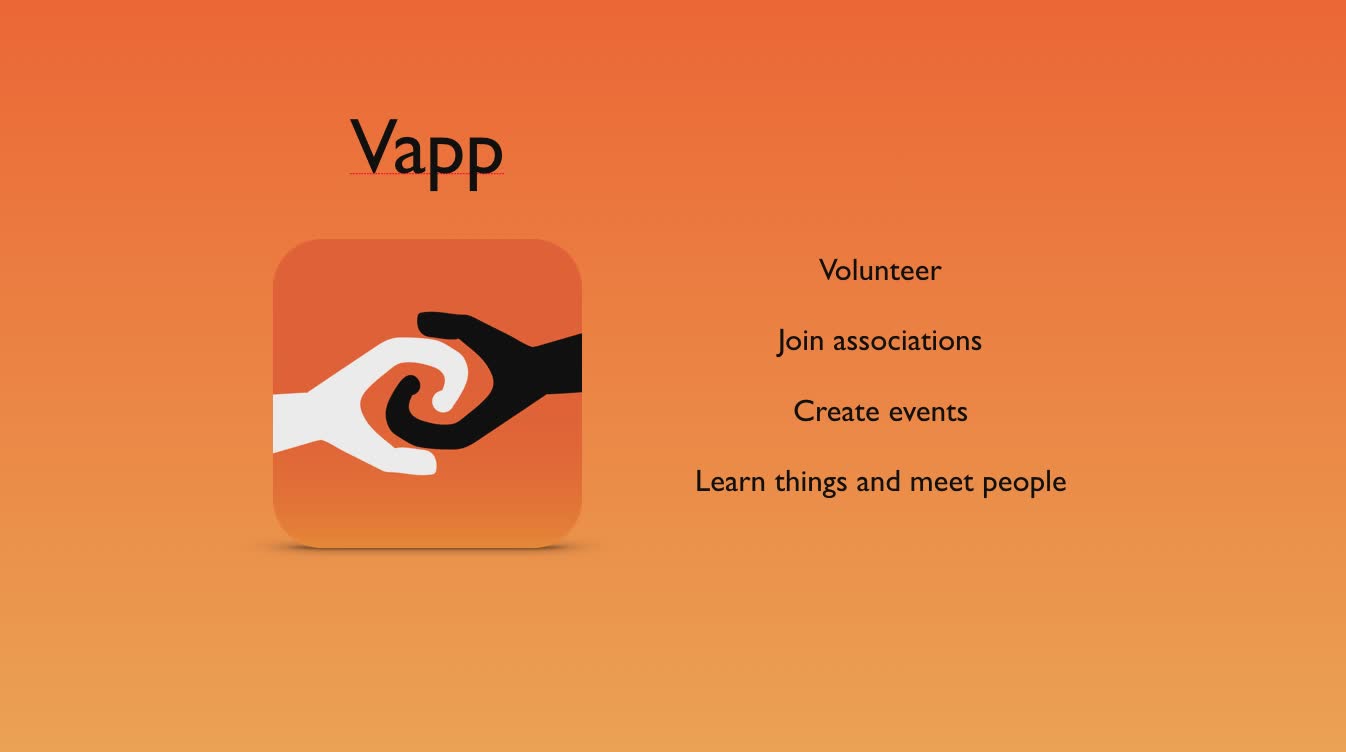 Vapp
Volunteer
Join associations
Create events
Learn things and meet people